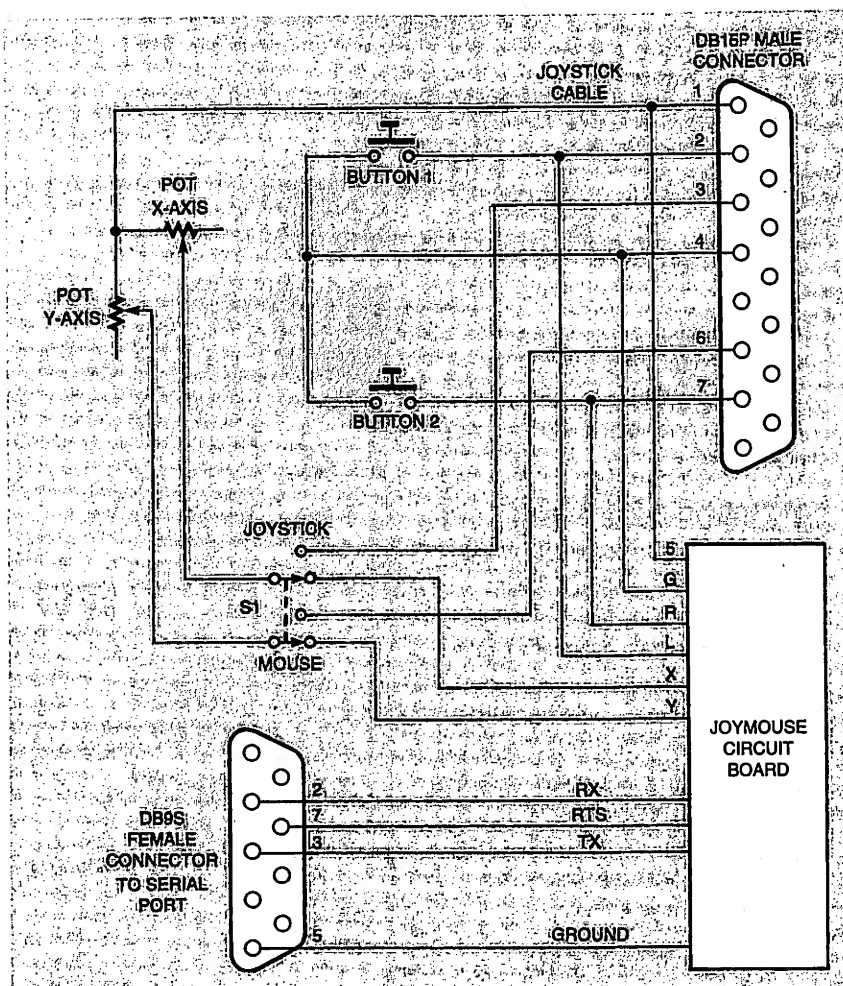 DB15P MALE
CONNECTOR
JOYSTICK
CABLE
1
2
BUTTON 1
POT
X-AXIS
3
4
POT
Y-AXIS
6
7
BUTTON 2
JOYSTICK
5
G
S1
R
L
MOUSE
X
Y
JOYMOUSE
CIRCUIT
BOARD
2
RX
7
RTS
3
TX
DB9S
FEMALE
CONNECTOR
TO SERIAL
PORT
5
GROUND